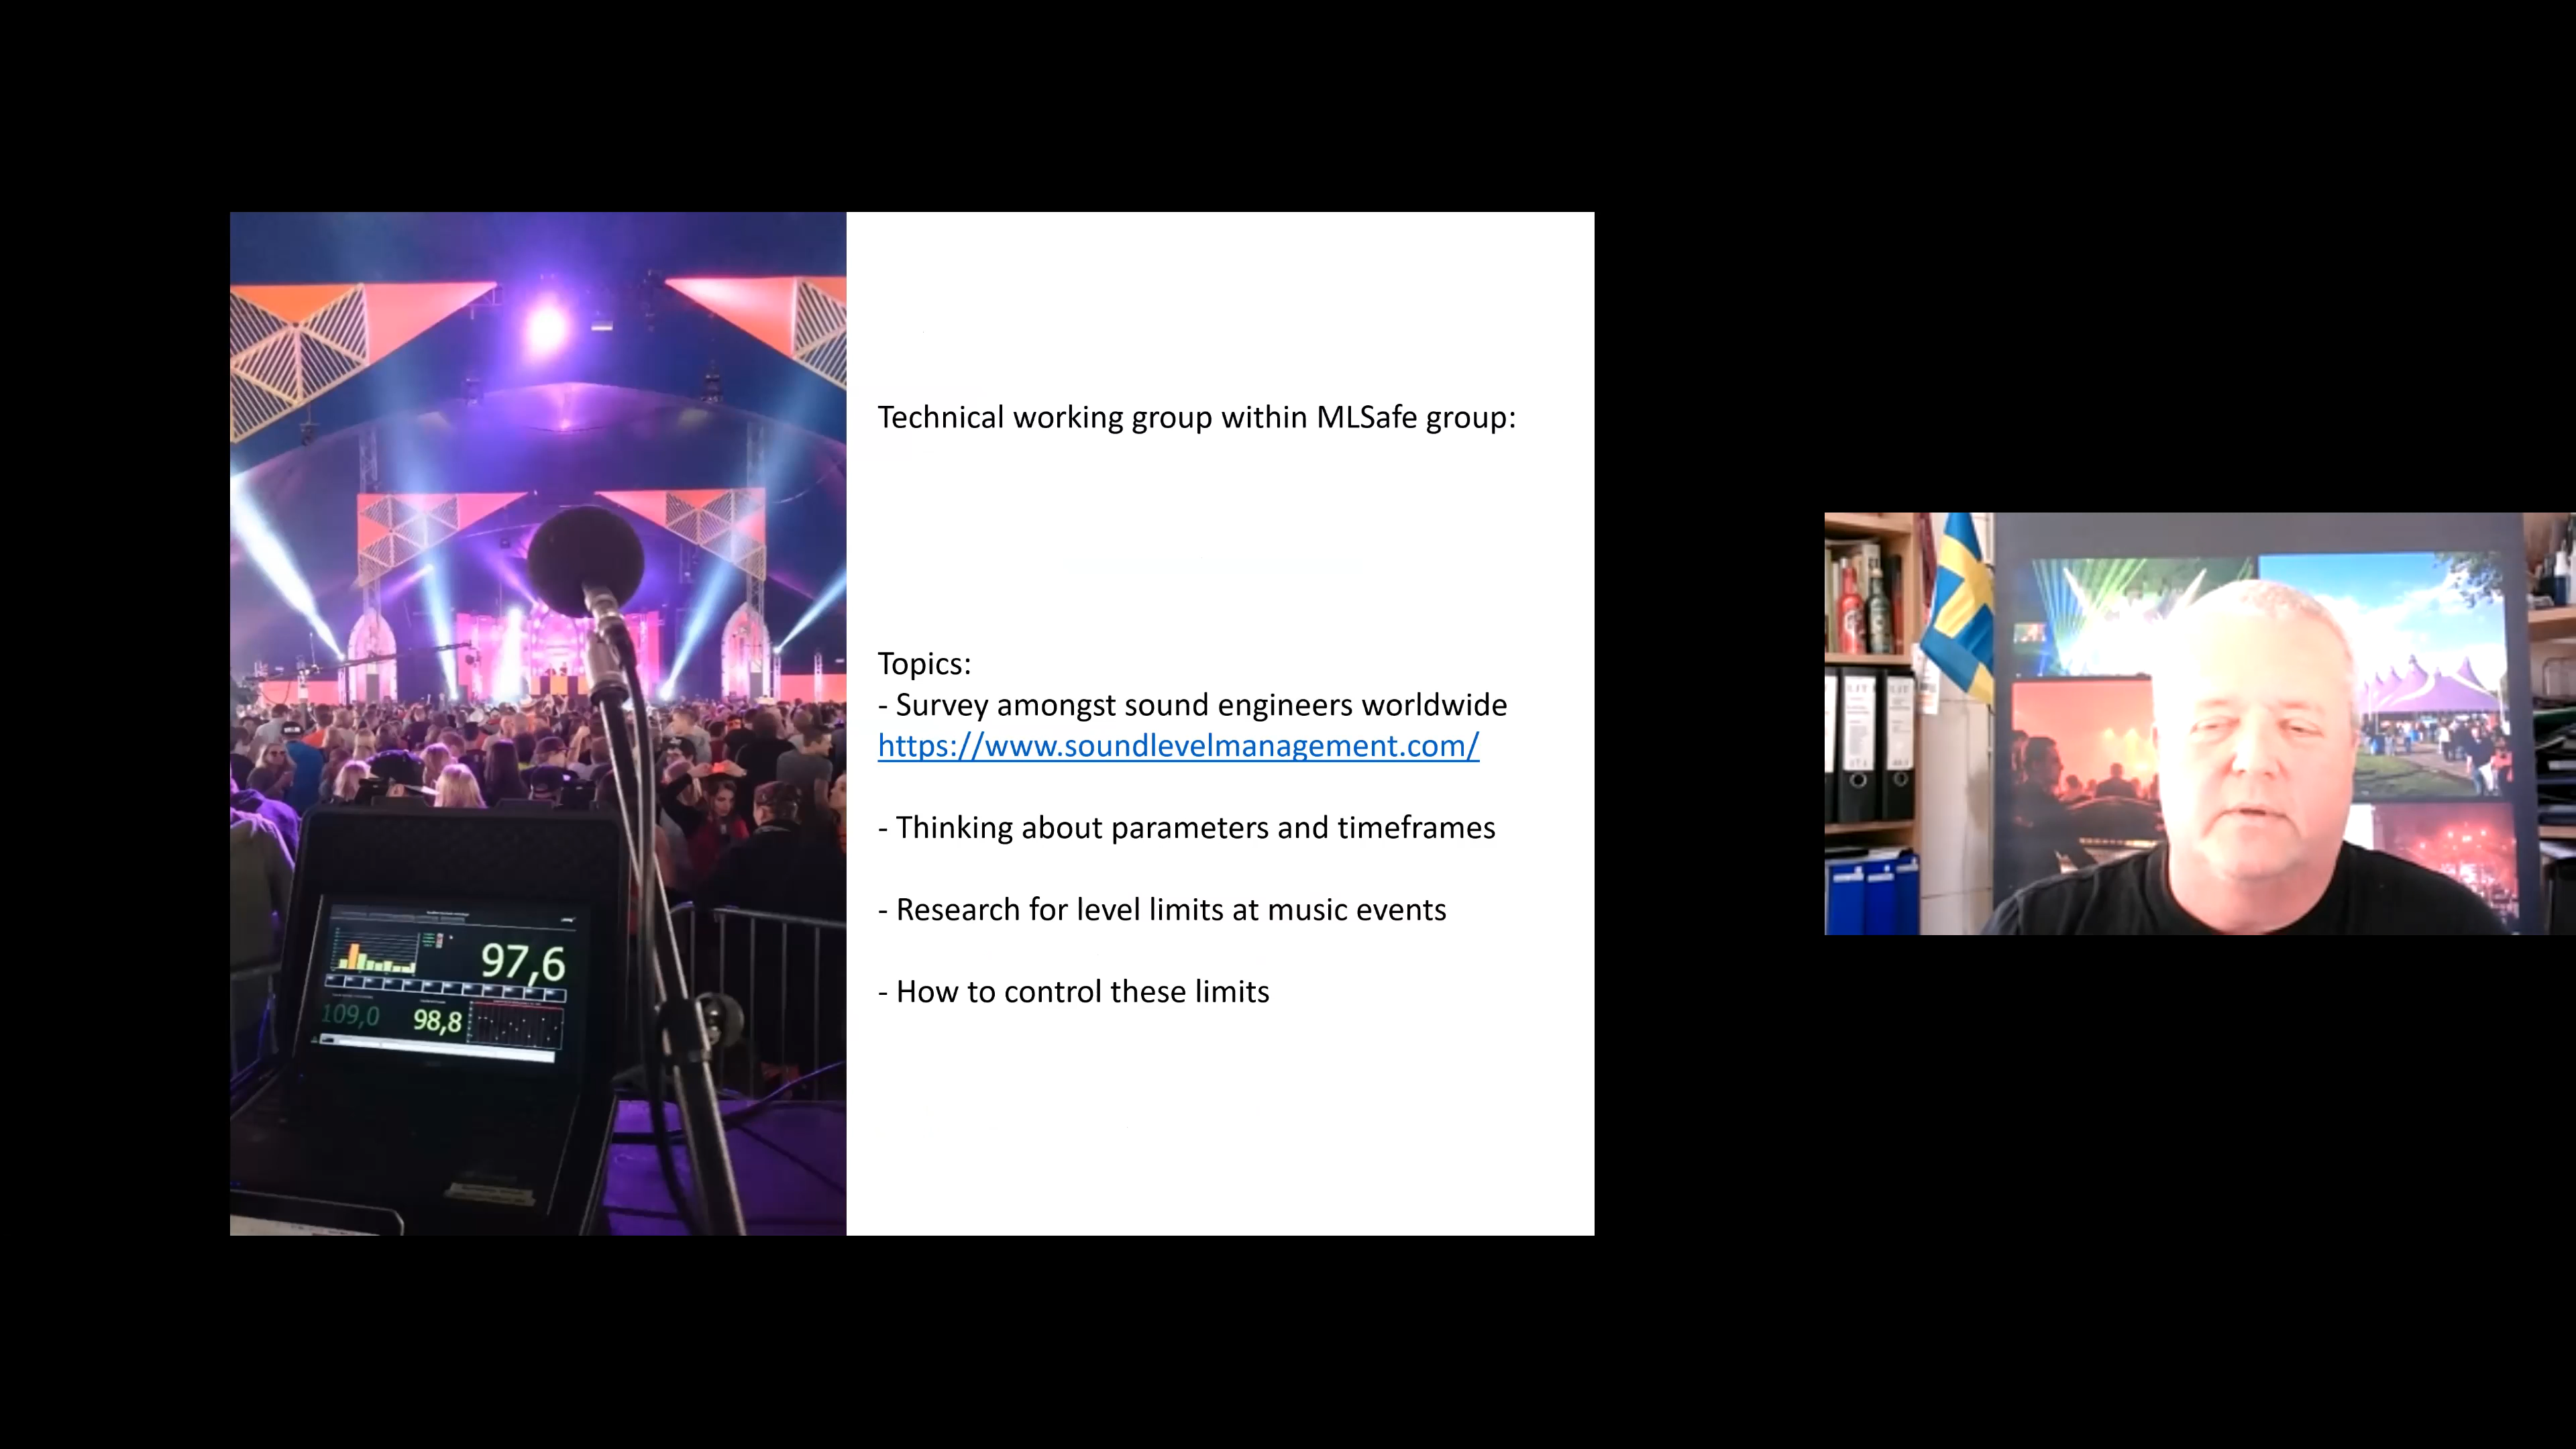 Technical working group within MLSafe group:
Topics:
- Survey amongst sound engineers worldwide
https://www.soundlevelmanagement.com/
- Thinking about parameters and timeframes
- Research for level limits at music events
- How to control these limits
97,6
109,0
98,8